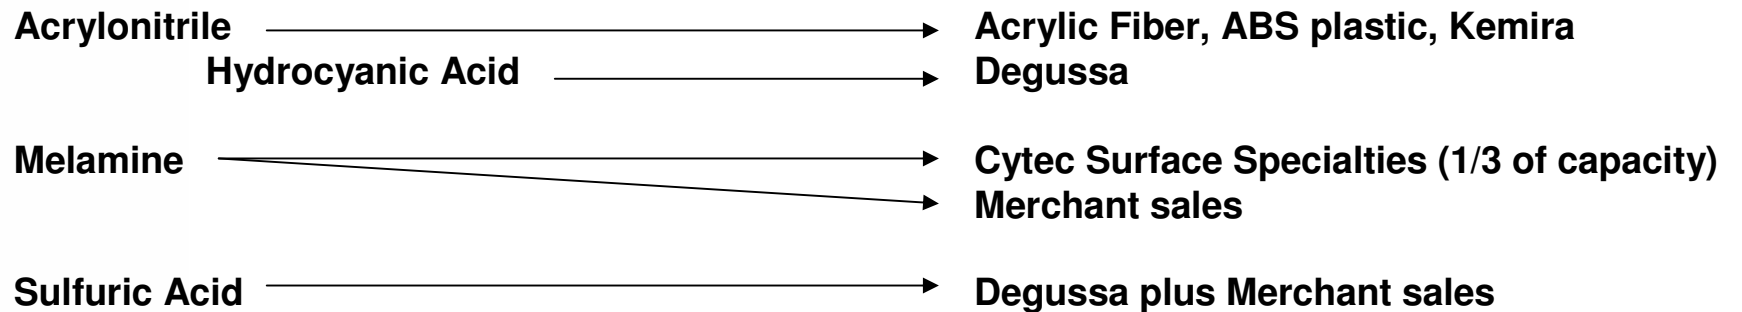 Acrylonitrile Acrylic Fiber, ABS plastic, Kemira
Hydrocyanic Acid Degussa
Melamine Cytec Surface Specialties (1/3 of capacity)
Merchant sales
Sulfuric Acid Degussa plus Merchant sales